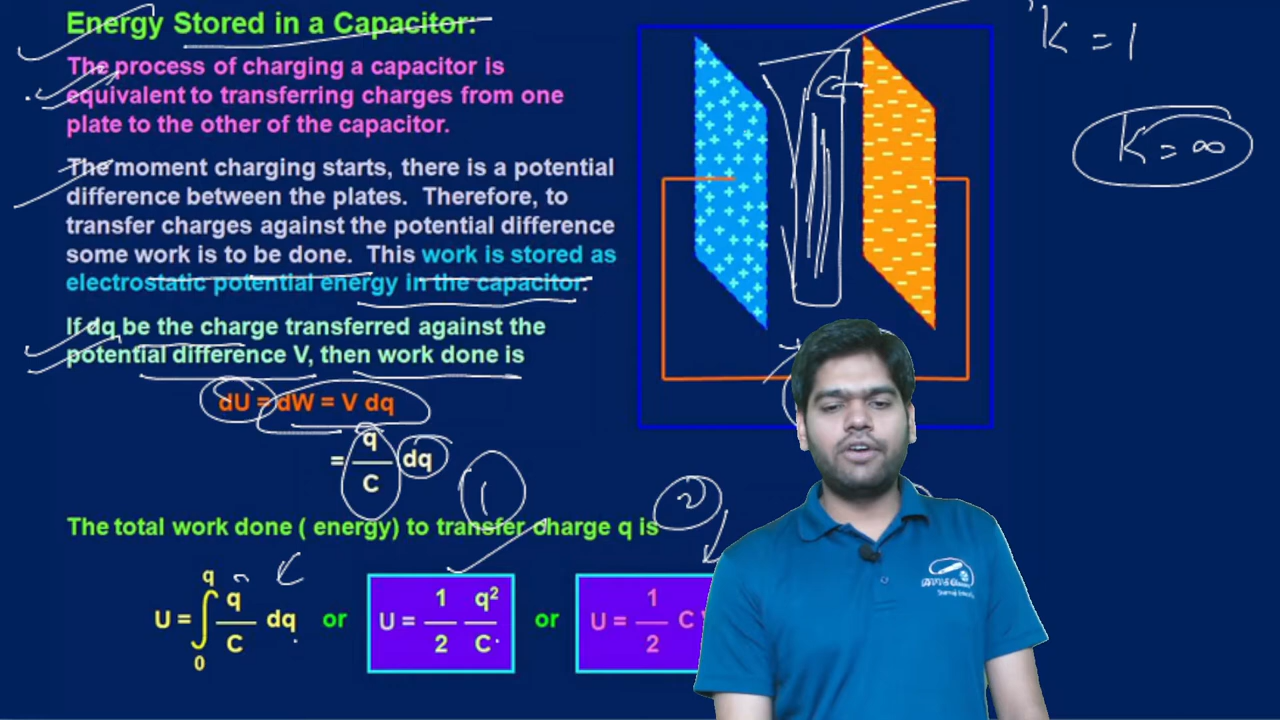 Energy Stored in a Capacitor:
The process of charging a capacitor is
equivalent to transferring charges from one
plate to the other of the capacitor.
The moment charging starts, there is a potential
difference between the plates. Therefore, to
transfer charges against the potential difference
some work is to be done. This work is stored as
electrostatic potential energy in the capacitor.
If dq be the charge transferred against the
potential difference V, then work done is
dU = dW = V dq
= q/C dq
1
2
The total work done ( energy) to transfer charge q is
U = ∫₀^q q/C dq or U = 1/2 q²/C or U = 1/2 C
K = 1
K = ∞